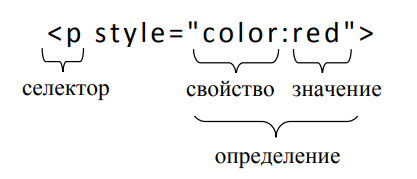 <p style="color:red">
селектор свойство значение
определение